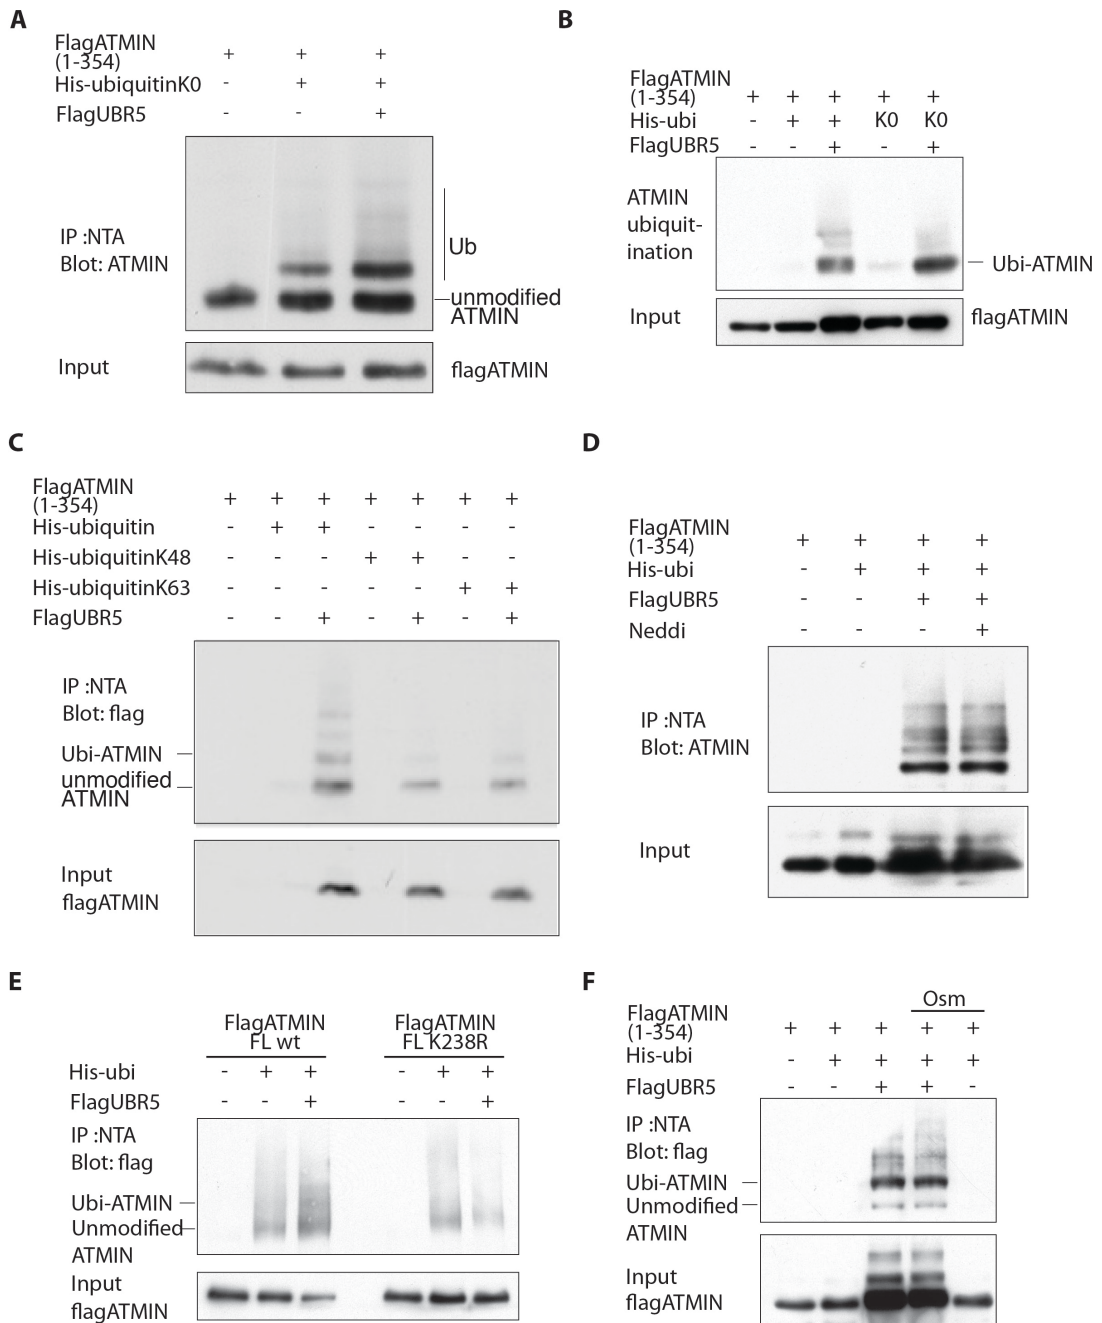 A
FlagATMIN
(1-354)
+ + +
His-ubiquitinK0 - + +
FlagUBR5 - - +
IP :NTA
Blot: ATMIN
Ub
unmodified
ATMIN
Input
flagATMIN
B
FlagATMIN
(1-354) + + + + +
His-ubi - + + K0 K0
FlagUBR5 - - + - +
ATMIN
ubiquit-
ination
Ubi-ATMIN
Input
flagATMIN
C
FlagATMIN
(1-354) + + + + + + +
His-ubiquitin - + + - - - -
His-ubiquitinK48 - - - + + - -
His-ubiquitinK63 - - - - - + +
FlagUBR5 - - + - + - +
IP :NTA
Blot: flag
Ubi-ATMIN
unmodified
ATMIN
Input
flagATMIN
D
FlagATMIN
(1-354) + + + +
His-ubi - + + +
FlagUBR5 - - + +
Neddi - - - +
IP :NTA
Blot: ATMIN
Input
E
FlagATMIN
FL wt
FlagATMIN
FL K238R
His-ubi - + + - + +
FlagUBR5 - - + - - +
IP :NTA
Blot: flag
Ubi-ATMIN
Unmodified
ATMIN
Input
flagATMIN
F
Osm
FlagATMIN
(1-354) + + + + +
His-ubi - + + + +
FlagUBR5 - - + + -
IP :NTA
Blot: flag
Ubi-ATMIN
Unmodified
ATMIN
Input
flagATMIN